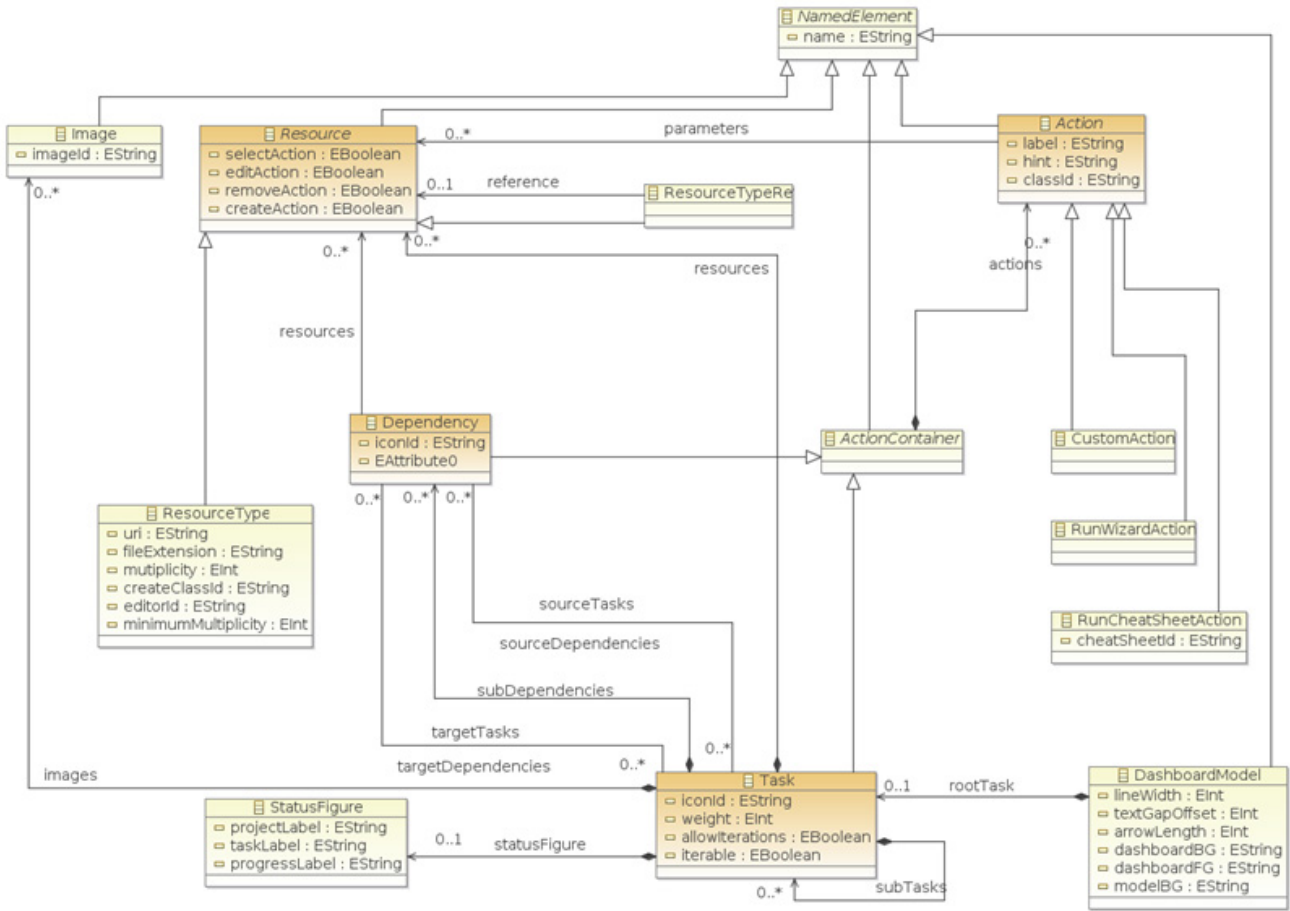 NamedElement
name : EString
Image
imageId : EString
0..*
Resource
selectAction : EBoolean
editAction : EBoolean
removeAction : EBoolean
createAction : EBoolean
0..*
parameters
Action
label : EString
hint : EString
classId : EString
0..1
reference
ResourceTypeRe
0..*
0..*
resources
0..*
actions
resources
Dependency
iconId : EString
EAttribute0
ActionContainer
CustomAction
0..*
0..*
0..*
ResourceType
uri : EString
fileExtension : EString
mutiplicity : EInt
createClassId : EString
editorId : EString
minimumMultiplicity : EInt
RunWizardAction
sourceTasks
sourceDependencies
RunCheatSheetAction
cheatSheetId : EString
subDependencies
targetTasks
0..*
targetDependencies
0..*
images
Task
iconId : EString
weight : EInt
allowIterations : EBoolean
iterable : EBoolean
0..1
rootTask
DashboardModel
lineWidth : EInt
textGapOffset : EInt
arrowLength : EInt
dashboardBG : EString
dashboardFG : EString
modelBG : EString
StatusFigure
projectLabel : EString
taskLabel : EString
progressLabel : EString
0..1
statusFigure
0..*
subTasks